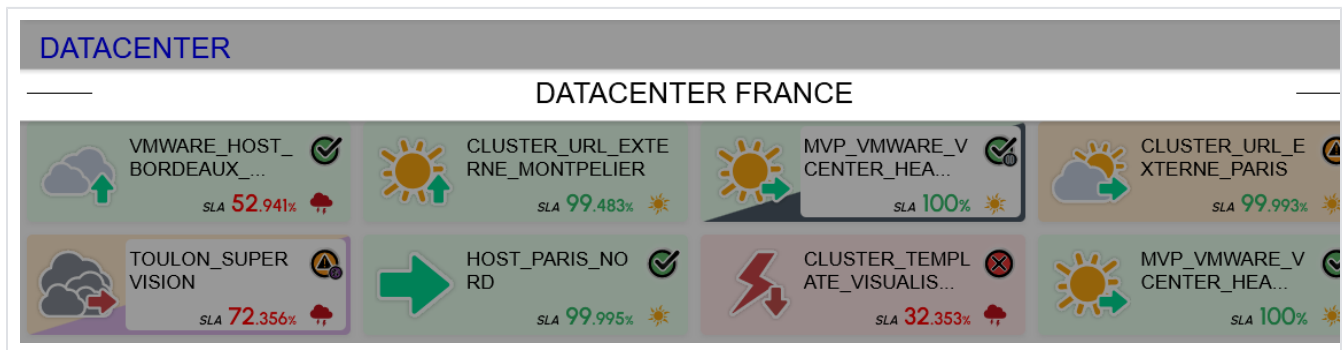 DATACENTER
DATACENTER FRANCE
VMWARE_HOST_
BORDEAUX_...
SLA 52.941%
CLUSTER_URL_EXTE
RNE_MONTPELIER
SLA 99.483%
MVP_VMWARE_V
CENTER_HEA...
SLA 100%
CLUSTER_URL_E
XTERNE_PARIS
SLA 99.993%
TOULON_SUPER
VISION
SLA 72.356%
HOST_PARIS_NO
RD
SLA 99.995%
CLUSTER_TEMPL
ATE_VISUALIS...
SLA 32.353%
MVP_VMWARE_V
CENTER_HEA...
SLA 100%